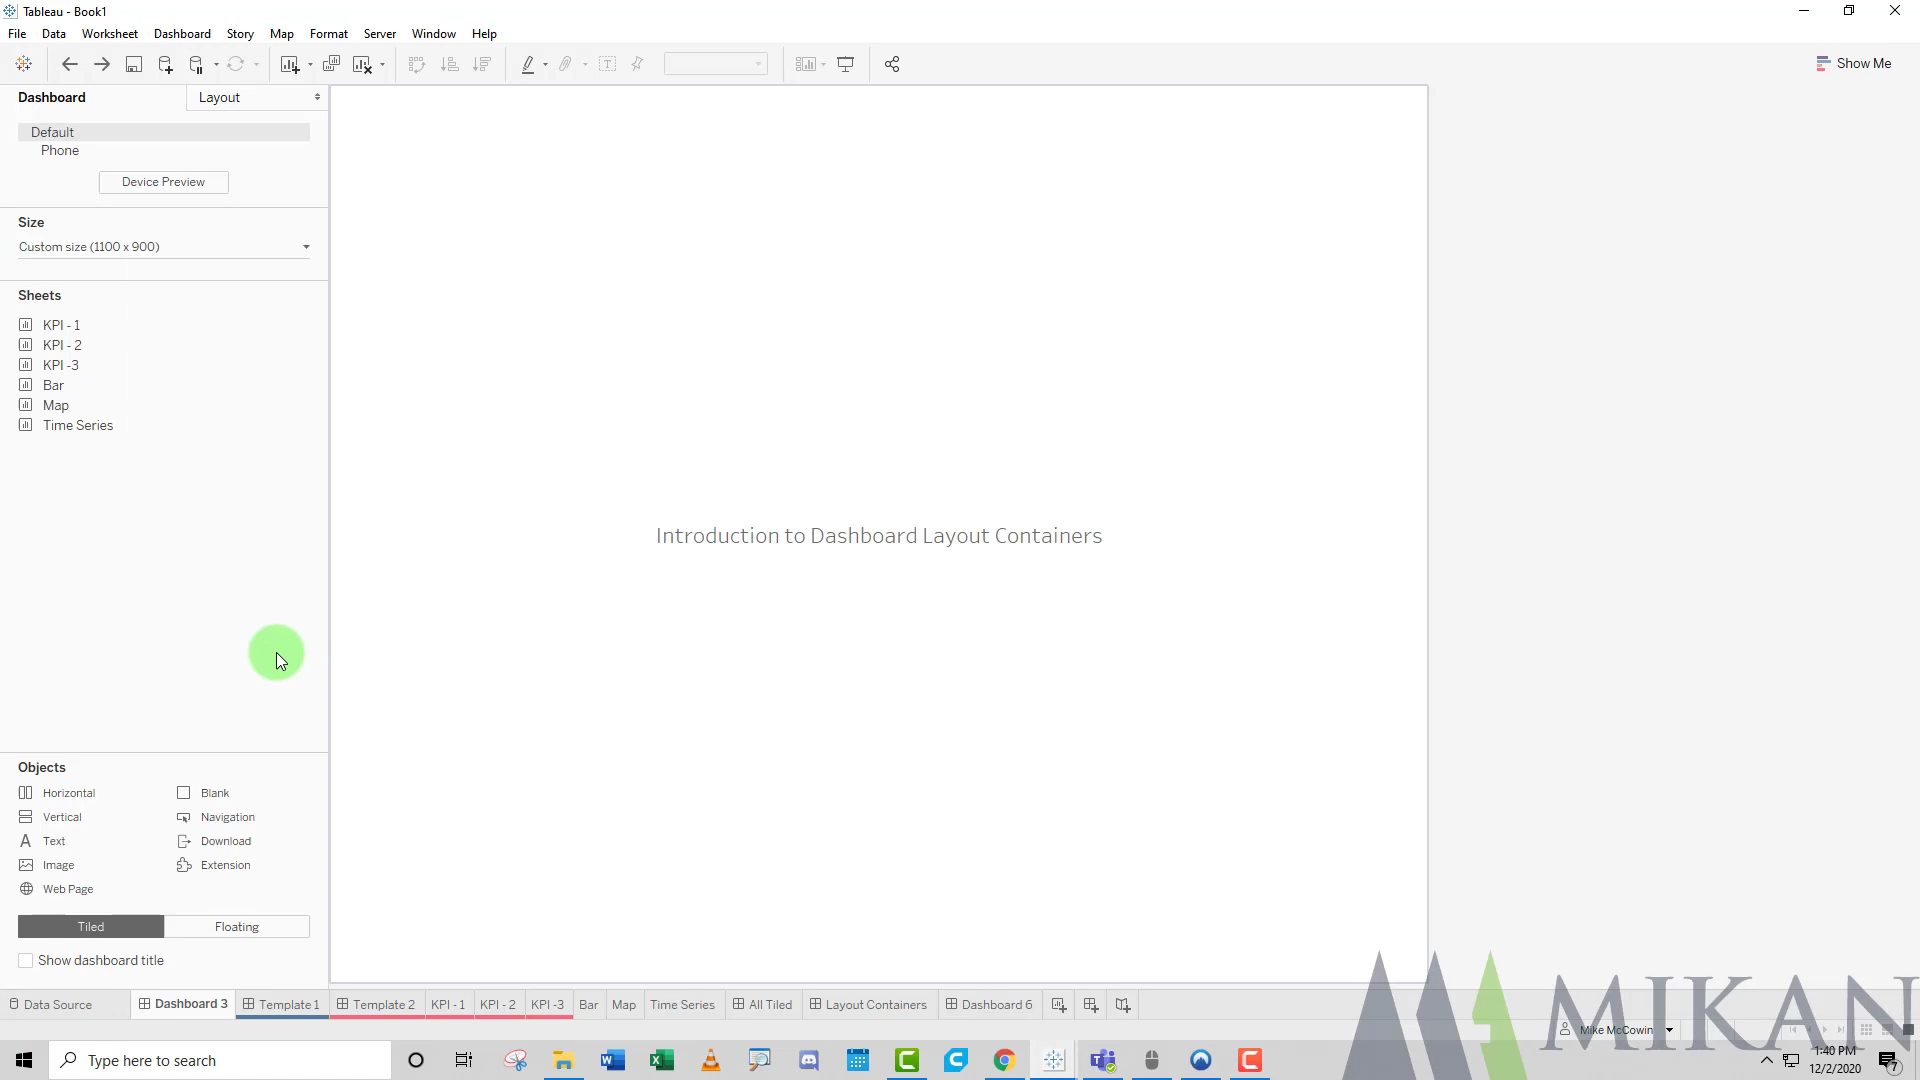 Tableau - Book1
File Data Worksheet Dashboard Story Map Format Server Window Help
Show Me
Dashboard Layout
Default
Phone
Device Preview
Size
Custom size (1100 x 900)
Sheets
KPI - 1
KPI - 2
KPI -3
Bar
Map
Time Series
Introduction to Dashboard Layout Containers
Objects
Horizontal Blank
Vertical Navigation
Text Download
Image Extension
Web Page
Tiled Floating
Show dashboard title
Data Source Dashboard 3 Template 1 Template 2 KPI - 1 KPI - 2 KPI -3 Bar Map Time Series All Tiled Layout Containers Dashboard 6
MIKAN
Mike McCowin
Type here to search
1:40 PM
12/2/2020
7